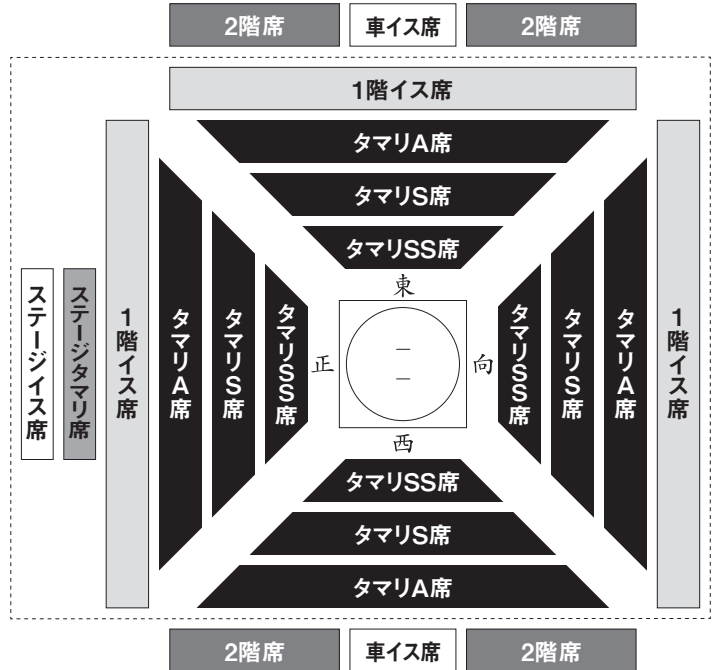 2階席
車イス席
2階席
1階イス席
タマリA席
タマリS席
タマリSS席
東
ステージイス席
ステージタマリ席
1階イス席
タマリA席
タマリS席
タマリSS席
正
向
タマリSS席
タマリS席
タマリA席
1階イス席
西
タマリSS席
タマリS席
タマリA席
2階席
車イス席
2階席